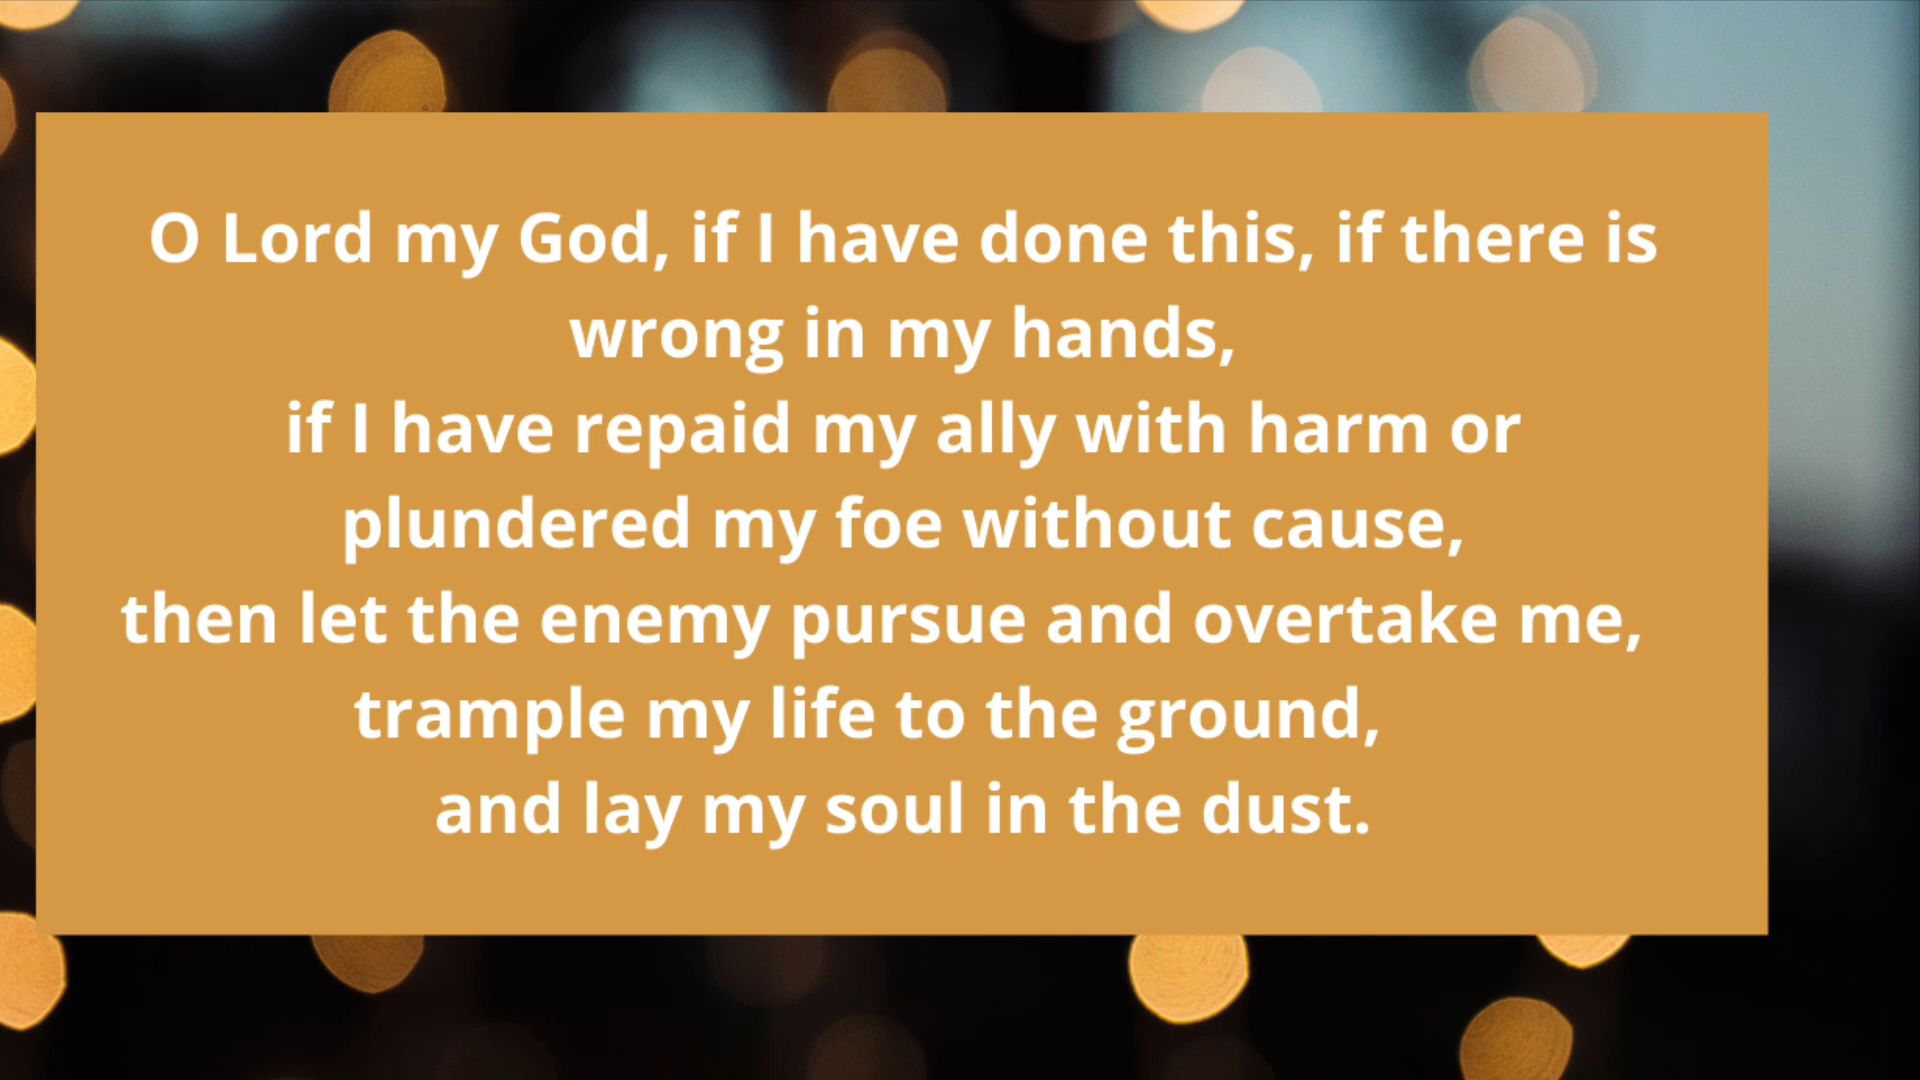 O Lord my God, if I have done this, if there is
wrong in my hands,
if I have repaid my ally with harm or
plundered my foe without cause,
then let the enemy pursue and overtake me,
trample my life to the ground,
and lay my soul in the dust.